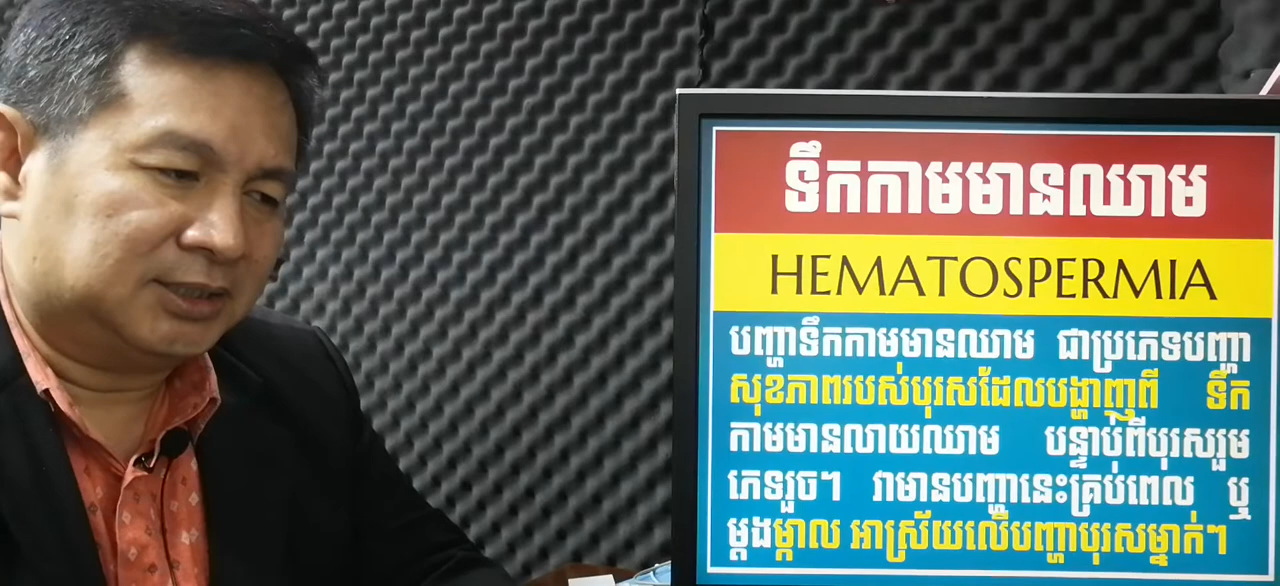 ទឹកកាមមានឈាម
HEMATOSPERMIA
បញ្ហាទឹកកាមមានឈាម ជាប្រភេទបញ្ហា
សុខភាពរបស់បុរសដែលបង្ហាញពី ទឹក
កាមមានលាយឈាម បន្ទាប់ពីបុរសរួម
ភេទរួច។ វាមានបញ្ហានេះគ្រប់ពេល ឬ
ម្តងម្កាល អាស្រ័យលើបញ្ហាបុរសម្នាក់ៗ